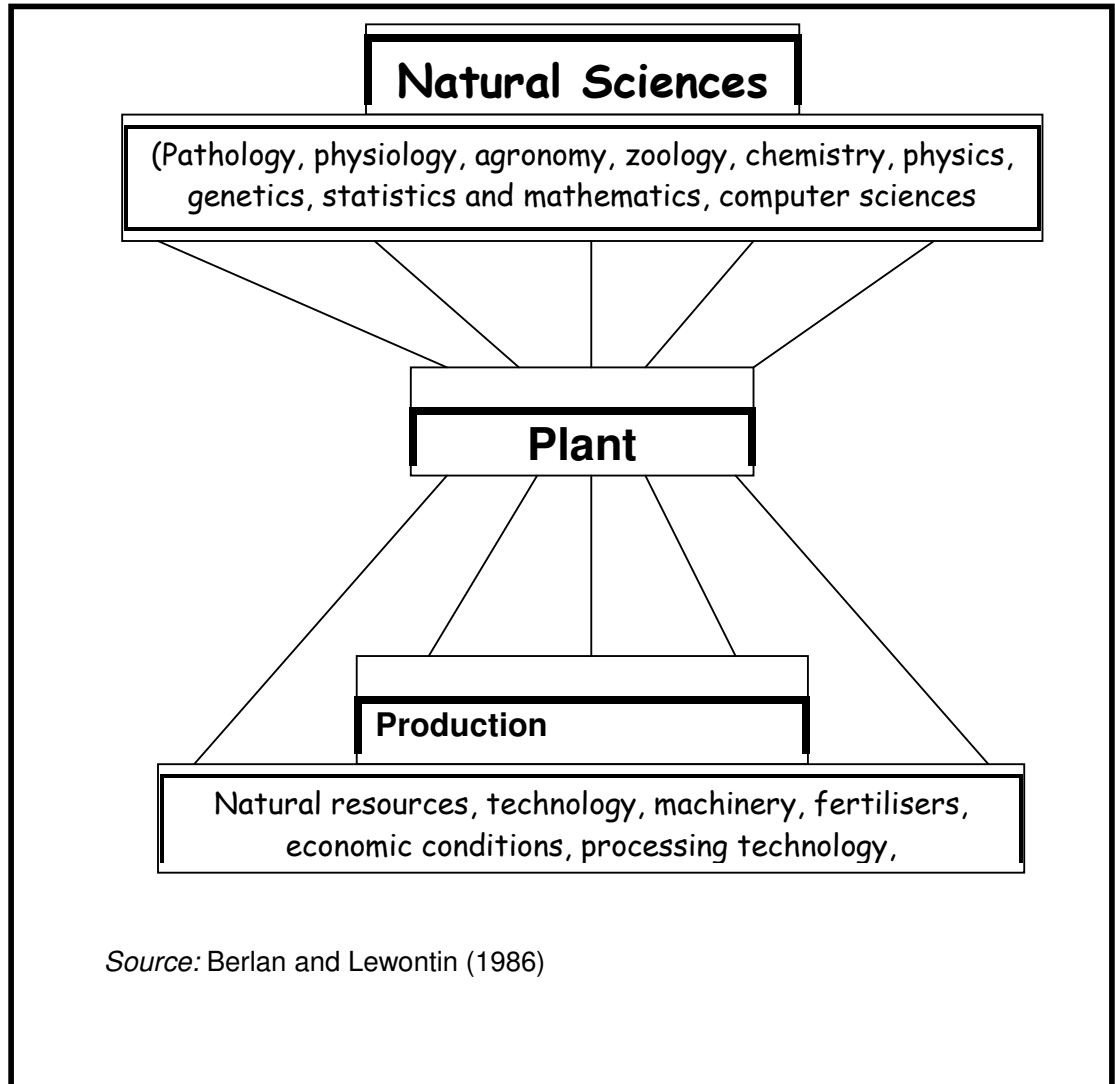 Natural Sciences
(Pathology, physiology, agronomy, zoology, chemistry, physics,
genetics, statistics and mathematics, computer sciences
Plant
Production
Natural resources, technology, machinery, fertilisers,
economic conditions, processing technology,
Source: Berlan and Lewontin (1986)